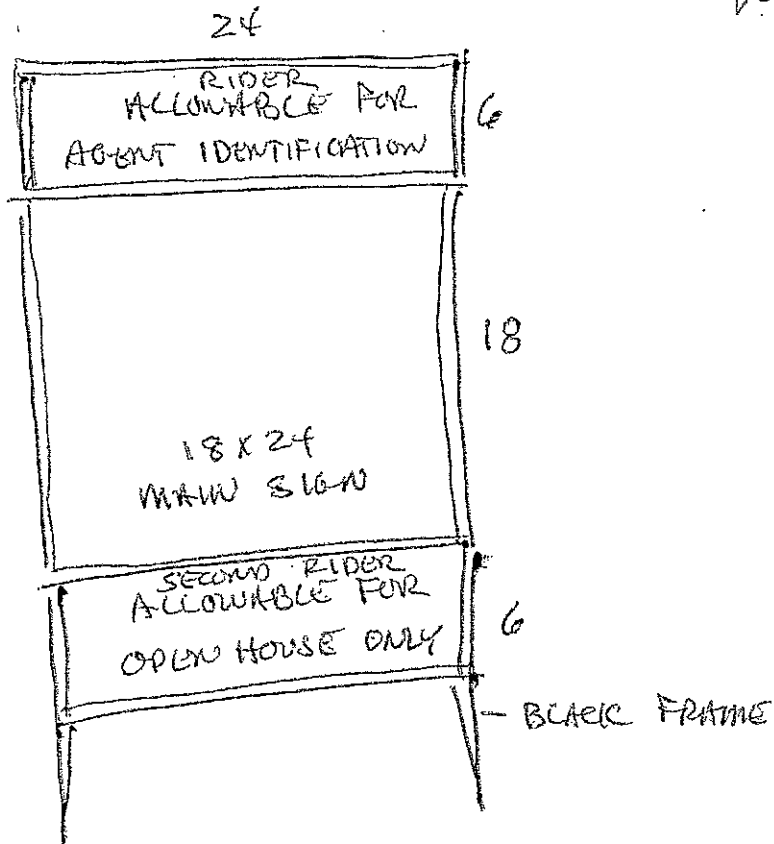 24
RIDER
ALLOWABLE FOR
AGENT IDENTIFICATION
6
18
18 X 24
MAIN SIGN
SECOND RIDER
ALLOWABLE FOR
OPEN HOUSE ONLY
6
- BLACK FRAME